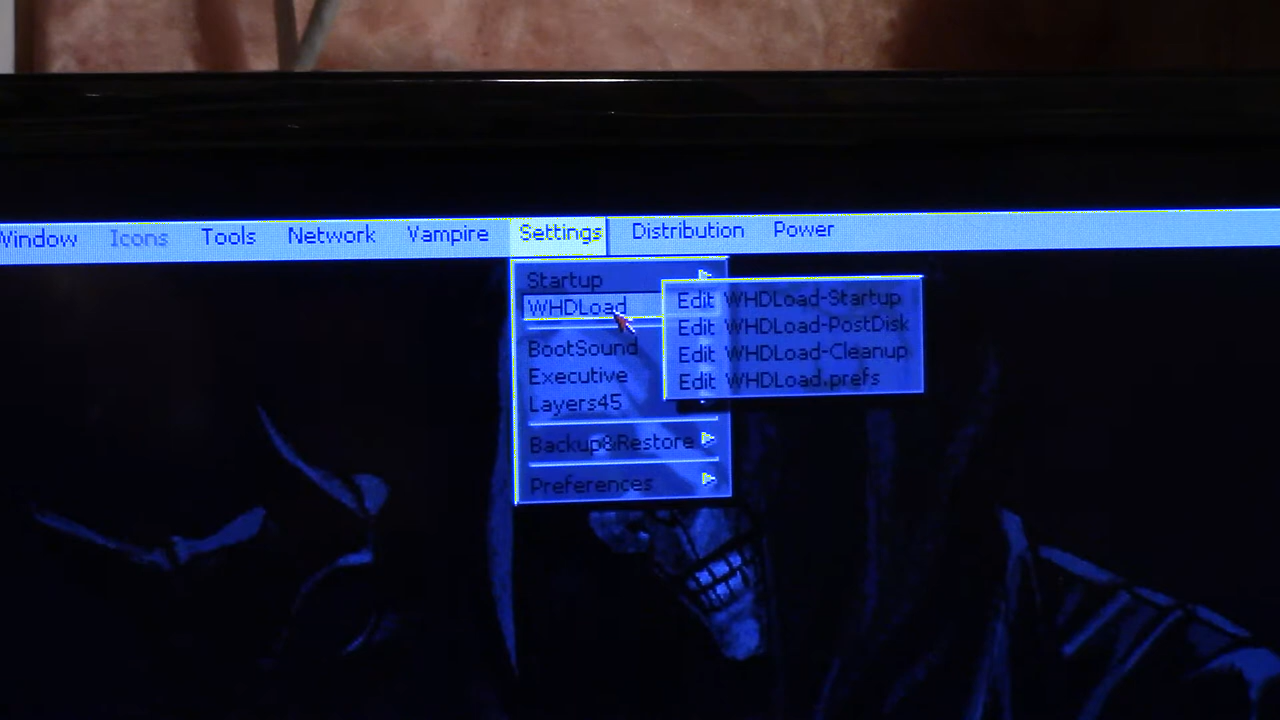 Window Icons Tools Network Vampire Settings Distribution Power
Startup
WHDLoad
BootSound
Executive
Layers45
Backup&Restore
Preferences
Edit WHDLoad-Startup
Edit WHDLoad-PostDisk
Edit WHDLoad-Cleanup
Edit WHDLoad.prefs